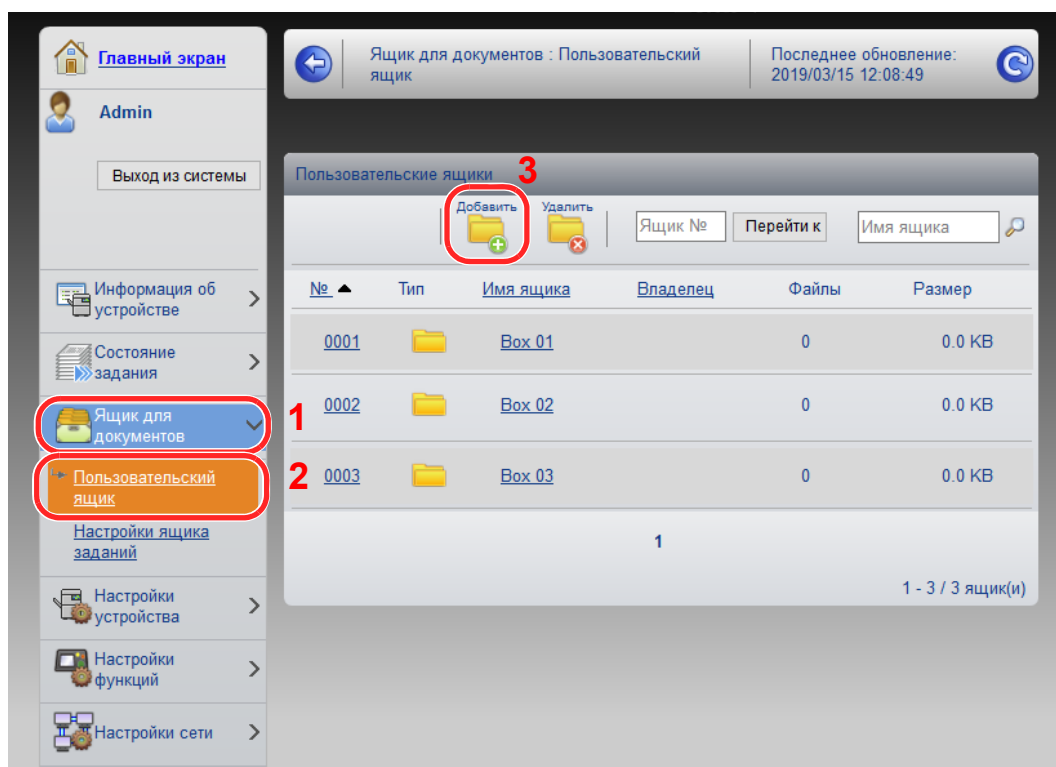 Главный экран
Admin
Выход из системы
Информация об
устройстве
Состояние
задания
Ящик для
документов
1
Пользовательский
ящик
2
Настройки ящика
заданий
Настройки
устройства
Настройки
функций
Настройки сети
Ящик для документов : Пользовательский
ящик
Последнее обновление:
2019/03/15 12:08:49
Пользовательские ящики
3
Добавить Удалить
Ящик № Перейти к Имя ящика
№ Тип Имя ящика Владелец Файлы Размер
0001 Box 01 0 0.0 KB
0002 Box 02 0 0.0 KB
0003 Box 03 0 0.0 KB
1
1 - 3 / 3 ящик(и)